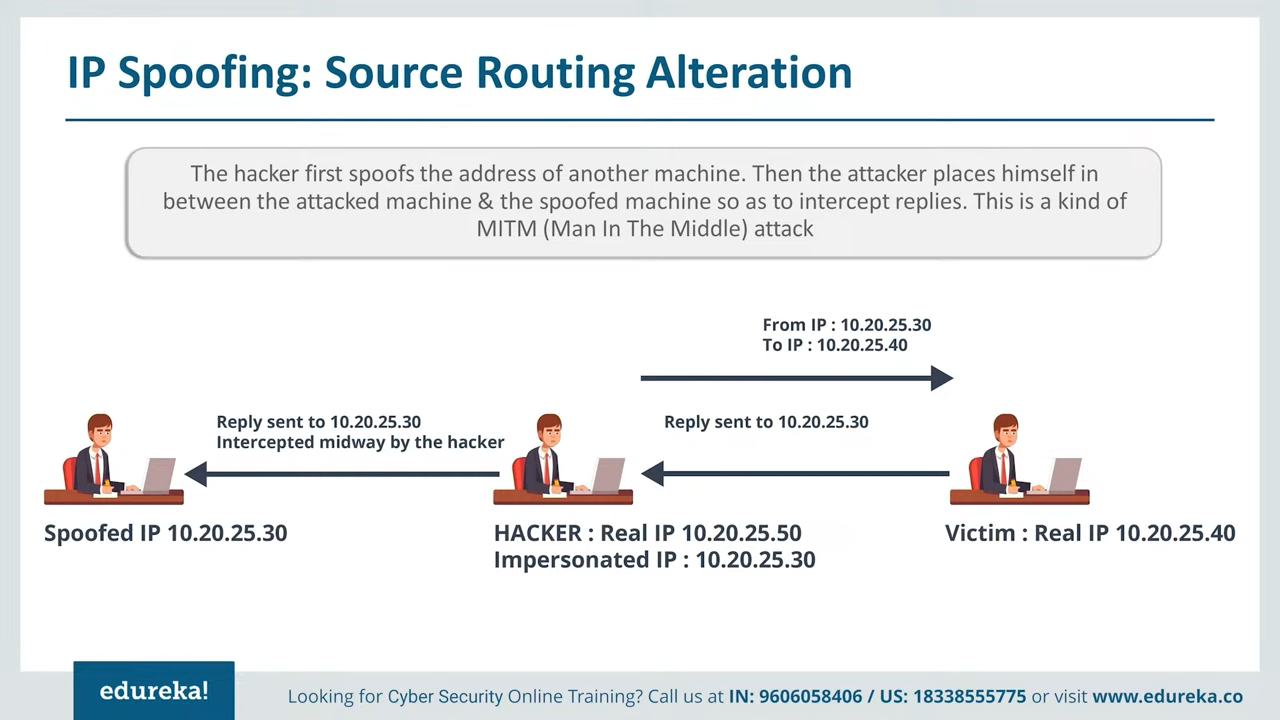 IP Spoofing: Source Routing Alteration
The hacker first spoofs the address of another machine. Then the attacker places himself in
between the attacked machine & the spoofed machine so as to intercept replies. This is a kind of
MITM (Man In The Middle) attack
From IP : 10.20.25.30
To IP : 10.20.25.40
Reply sent to 10.20.25.30
Intercepted midway by the hacker
Reply sent to 10.20.25.30
Spoofed IP 10.20.25.30
HACKER : Real IP 10.20.25.50
Impersonated IP : 10.20.25.30
Victim : Real IP 10.20.25.40
edureka!
Looking for Cyber Security Online Training? Call us at IN: 9606058406 / US: 18338555775 or visit www.edureka.co